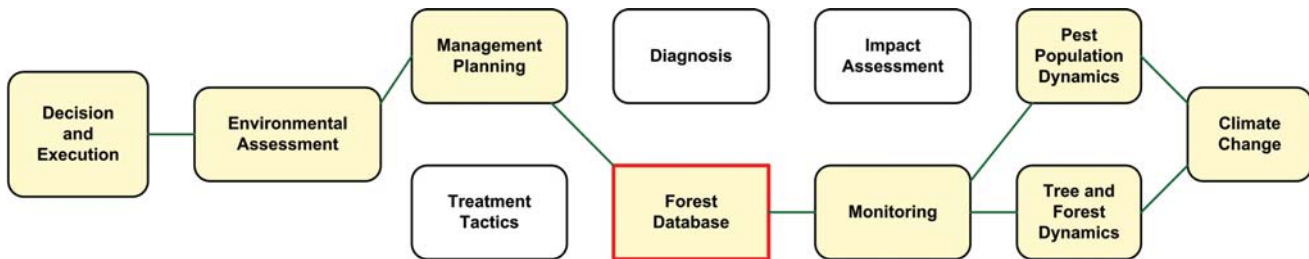 Decision
and
Execution
Environmental
Assessment
Management
Planning
Treatment
Tactics
Diagnosis
Forest
Database
Impact
Assessment
Monitoring
Pest
Population
Dynamics
Tree and
Forest
Dynamics
Climate
Change